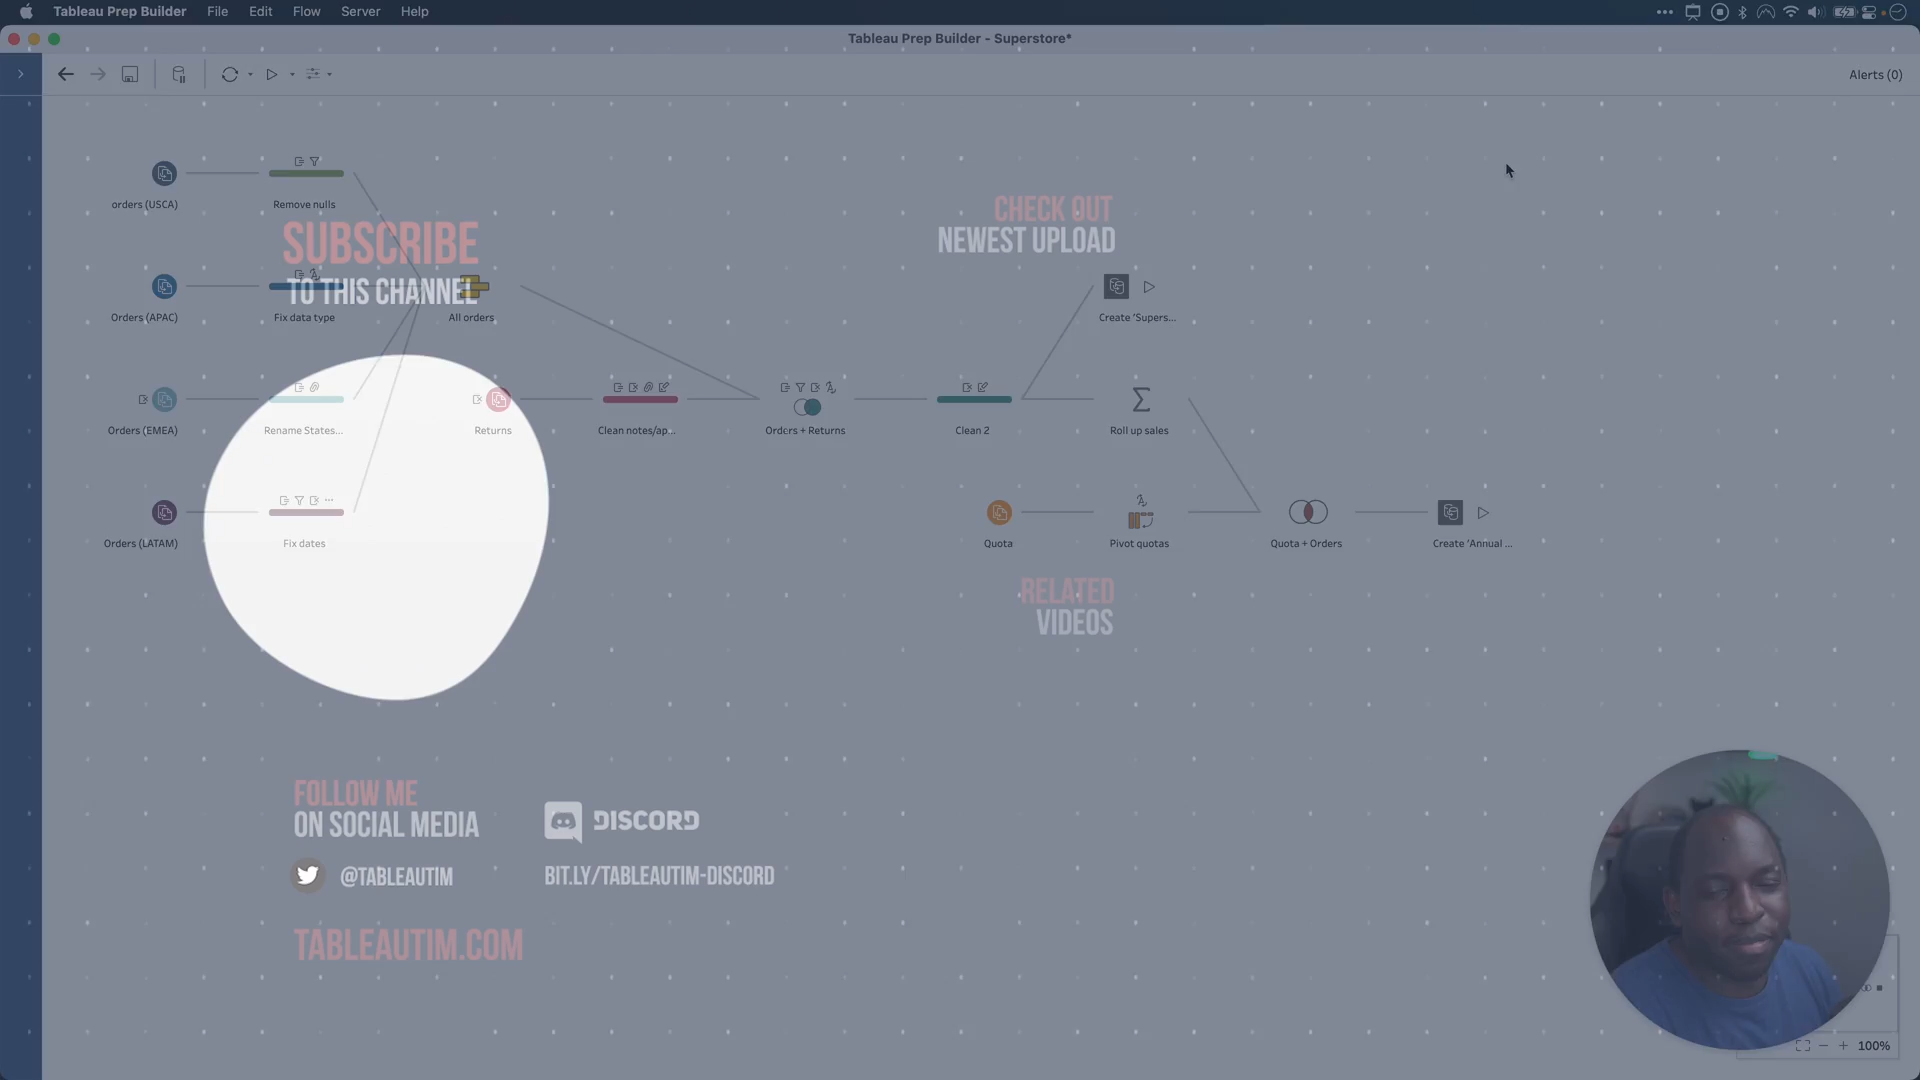 Tableau Prep Builder File Edit Flow Server Help
Tableau Prep Builder - Superstore*
Alerts (0)
orders (USCA)
Remove nulls
SUBSCRIBE
TO THIS CHANNEL
CHECK OUT
NEWEST UPLOAD
Orders (APAC)
Fix data type
All orders
Create 'Supers...
Orders (EMEA)
Rename States...
Returns
Clean notes/ap...
Orders + Returns
Clean 2
Roll up sales
Orders (LATAM)
Fix dates
Quota
Pivot quotas
Quota + Orders
Create 'Annual ...
RELATED
VIDEOS
FOLLOW ME
ON SOCIAL MEDIA
DISCORD
@TABLEAUTIM
BIT.LY/TABLEAUTIM-DISCORD
TABLEAUTIM.COM
100%